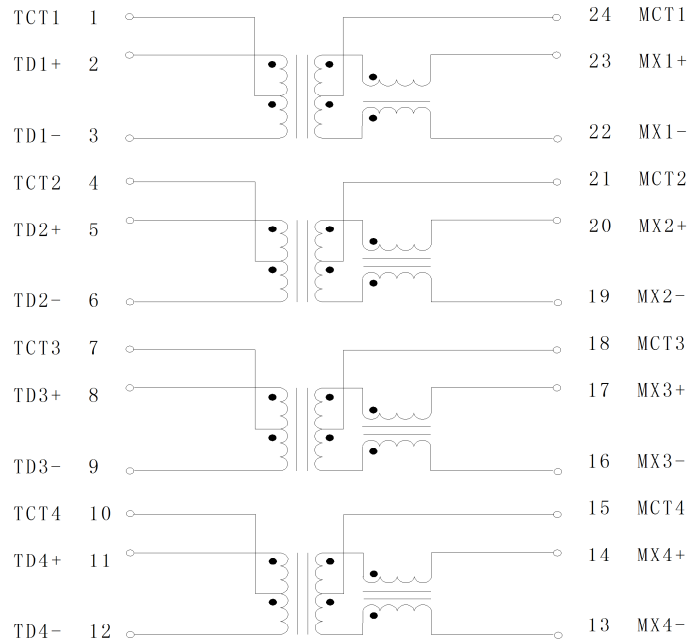 TCT1 1 24 MCT1
TD1+ 2 23 MX1+
TD1- 3 22 MX1-
TCT2 4 21 MCT2
TD2+ 5 20 MX2+
TD2- 6 19 MX2-
TCT3 7 18 MCT3
TD3+ 8 17 MX3+
TD3- 9 16 MX3-
TCT4 10 15 MCT4
TD4+ 11 14 MX4+
TD4- 12 13 MX4-